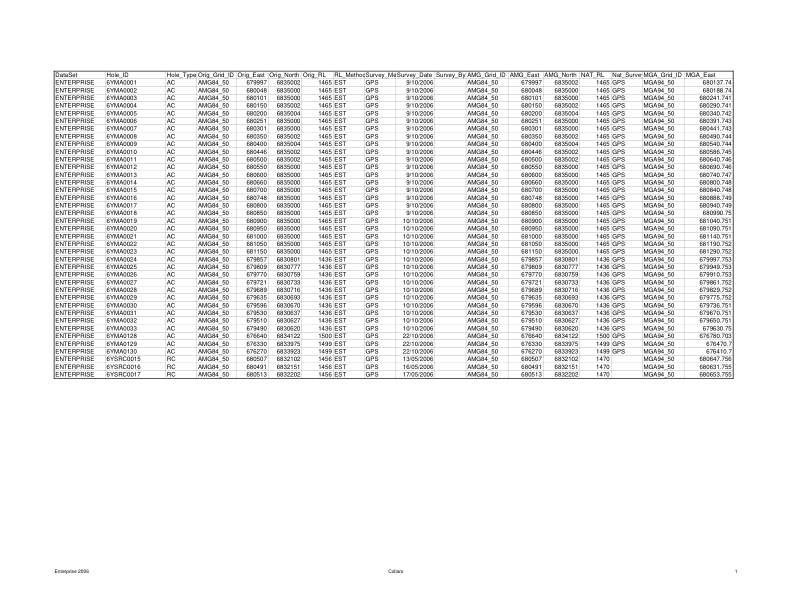 DataSet Hole_ID Hole_Type Orig_Grid_ID Orig_East Orig_North Orig_RL RL_Method Survey_Me Survey_Date Survey_By AMG_Grid_ID AMG_East AMG_North NAT_RL Nat_Surve MGA_Grid_ID MGA_East
ENTERPRISE 6YMA0001 AC AMG84_50 679997 6835002 1465 EST GPS 9/10/2006 AMG84_50 679997 6835002 1465 GPS MGA94_50 680137.74
ENTERPRISE 6YMA0002 AC AMG84_50 680048 6835000 1465 EST GPS 9/10/2006 AMG84_50 680048 6835000 1465 GPS MGA94_50 680188.74
ENTERPRISE 6YMA0003 AC AMG84_50 680101 6835000 1465 EST GPS 9/10/2006 AMG84_50 680101 6835000 1465 GPS MGA94_50 680241.741
ENTERPRISE 6YMA0004 AC AMG84_50 680150 6835002 1465 EST GPS 9/10/2006 AMG84_50 680150 6835002 1465 GPS MGA94_50 680290.741
ENTERPRISE 6YMA0005 AC AMG84_50 680200 6835004 1465 EST GPS 9/10/2006 AMG84_50 680200 6835004 1465 GPS MGA94_50 680340.742
ENTERPRISE 6YMA0006 AC AMG84_50 680251 6835000 1465 EST GPS 9/10/2006 AMG84_50 680251 6835000 1465 GPS MGA94_50 680391.743
ENTERPRISE 6YMA0007 AC AMG84_50 680301 6835000 1465 EST GPS 9/10/2006 AMG84_50 680301 6835000 1465 GPS MGA94_50 680441.743
ENTERPRISE 6YMA0008 AC AMG84_50 680350 6835002 1465 EST GPS 9/10/2006 AMG84_50 680350 6835002 1465 GPS MGA94_50 680490.744
ENTERPRISE 6YMA0009 AC AMG84_50 680400 6835004 1465 EST GPS 9/10/2006 AMG84_50 680400 6835004 1465 GPS MGA94_50 680540.744
ENTERPRISE 6YMA0010 AC AMG84_50 680446 6835002 1465 EST GPS 9/10/2006 AMG84_50 680446 6835002 1465 GPS MGA94_50 680586.745
ENTERPRISE 6YMA0011 AC AMG84_50 680500 6835002 1465 EST GPS 9/10/2006 AMG84_50 680500 6835002 1465 GPS MGA94_50 680640.746
ENTERPRISE 6YMA0012 AC AMG84_50 680550 6835000 1465 EST GPS 9/10/2006 AMG84_50 680550 6835000 1465 GPS MGA94_50 680690.746
ENTERPRISE 6YMA0013 AC AMG84_50 680600 6835000 1465 EST GPS 9/10/2006 AMG84_50 680600 6835000 1465 GPS MGA94_50 680740.747
ENTERPRISE 6YMA0014 AC AMG84_50 680660 6835000 1465 EST GPS 9/10/2006 AMG84_50 680660 6835000 1465 GPS MGA94_50 680800.748
ENTERPRISE 6YMA0015 AC AMG84_50 680700 6835000 1465 EST GPS 9/10/2006 AMG84_50 680700 6835000 1465 GPS MGA94_50 680840.748
ENTERPRISE 6YMA0016 AC AMG84_50 680748 6835000 1465 EST GPS 9/10/2006 AMG84_50 680748 6835000 1465 GPS MGA94_50 680888.749
ENTERPRISE 6YMA0017 AC AMG84_50 680800 6835000 1465 EST GPS 9/10/2006 AMG84_50 680800 6835000 1465 GPS MGA94_50 680940.749
ENTERPRISE 6YMA0018 AC AMG84_50 680850 6835000 1465 EST GPS 9/10/2006 AMG84_50 680850 6835000 1465 GPS MGA94_50 680990.75
ENTERPRISE 6YMA0019 AC AMG84_50 680900 6835000 1465 EST GPS 10/10/2006 AMG84_50 680900 6835000 1465 GPS MGA94_50 681040.751
ENTERPRISE 6YMA0020 AC AMG84_50 680950 6835000 1465 EST GPS 10/10/2006 AMG84_50 680950 6835000 1465 GPS MGA94_50 681090.751
ENTERPRISE 6YMA0021 AC AMG84_50 681000 6835000 1465 EST GPS 10/10/2006 AMG84_50 681000 6835000 1465 GPS MGA94_50 681140.751
ENTERPRISE 6YMA0022 AC AMG84_50 681050 6835000 1465 EST GPS 10/10/2006 AMG84_50 681050 6835000 1465 GPS MGA94_50 681190.752
ENTERPRISE 6YMA0023 AC AMG84_50 681150 6835000 1465 EST GPS 10/10/2006 AMG84_50 681150 6835000 1465 GPS MGA94_50 681290.752
ENTERPRISE 6YMA0024 AC AMG84_50 679857 6830801 1436 EST GPS 10/10/2006 AMG84_50 679857 6830801 1436 GPS MGA94_50 679997.753
ENTERPRISE 6YMA0025 AC AMG84_50 679809 6830777 1436 EST GPS 10/10/2006 AMG84_50 679809 6830777 1436 GPS MGA94_50 679949.753
ENTERPRISE 6YMA0026 AC AMG84_50 679770 6830759 1436 EST GPS 10/10/2006 AMG84_50 679770 6830759 1436 GPS MGA94_50 679910.753
ENTERPRISE 6YMA0027 AC AMG84_50 679721 6830733 1436 EST GPS 10/10/2006 AMG84_50 679721 6830733 1436 GPS MGA94_50 679861.752
ENTERPRISE 6YMA0028 AC AMG84_50 679689 6830716 1436 EST GPS 10/10/2006 AMG84_50 679689 6830716 1436 GPS MGA94_50 679829.752
ENTERPRISE 6YMA0029 AC AMG84_50 679635 6830693 1436 EST GPS 10/10/2006 AMG84_50 679635 6830693 1436 GPS MGA94_50 679775.752
ENTERPRISE 6YMA0030 AC AMG84_50 679596 6830670 1436 EST GPS 10/10/2006 AMG84_50 679596 6830670 1436 GPS MGA94_50 679736.751
ENTERPRISE 6YMA0031 AC AMG84_50 679530 6830637 1436 EST GPS 10/10/2006 AMG84_50 679530 6830637 1436 GPS MGA94_50 679670.751
ENTERPRISE 6YMA0032 AC AMG84_50 679510 6830627 1436 EST GPS 10/10/2006 AMG84_50 679510 6830627 1436 GPS MGA94_50 679650.751
ENTERPRISE 6YMA0033 AC AMG84_50 679490 6830620 1436 EST GPS 10/10/2006 AMG84_50 679490 6830620 1436 GPS MGA94_50 679630.75
ENTERPRISE 6YMA0128 AC AMG84_50 676640 6834122 1500 EST GPS 22/10/2006 AMG84_50 676640 6834122 1500 GPS MGA94_50 676780.703
ENTERPRISE 6YMA0129 AC AMG84_50 676330 6833975 1499 EST GPS 22/10/2006 AMG84_50 676330 6833975 1499 GPS MGA94_50 676470.7
ENTERPRISE 6YMA0130 AC AMG84_50 676270 6833923 1499 EST GPS 22/10/2006 AMG84_50 676270 6833923 1499 GPS MGA94_50 676410.7
ENTERPRISE 6YSRC0015 RC AMG84_50 680507 6832102 1456 EST GPS 13/05/2006 AMG84_50 680507 6832102 1470 MGA94_50 680647.756
ENTERPRISE 6YSRC0016 RC AMG84_50 680491 6832151 1456 EST GPS 16/05/2006 AMG84_50 680491 6832151 1470 MGA94_50 680631.755
ENTERPRISE 6YSRC0017 RC AMG84_50 680513 6832202 1456 EST GPS 17/05/2006 AMG84_50 680513 6832202 1470 MGA94_50 680653.755
Enterprise 2006 Collars 1